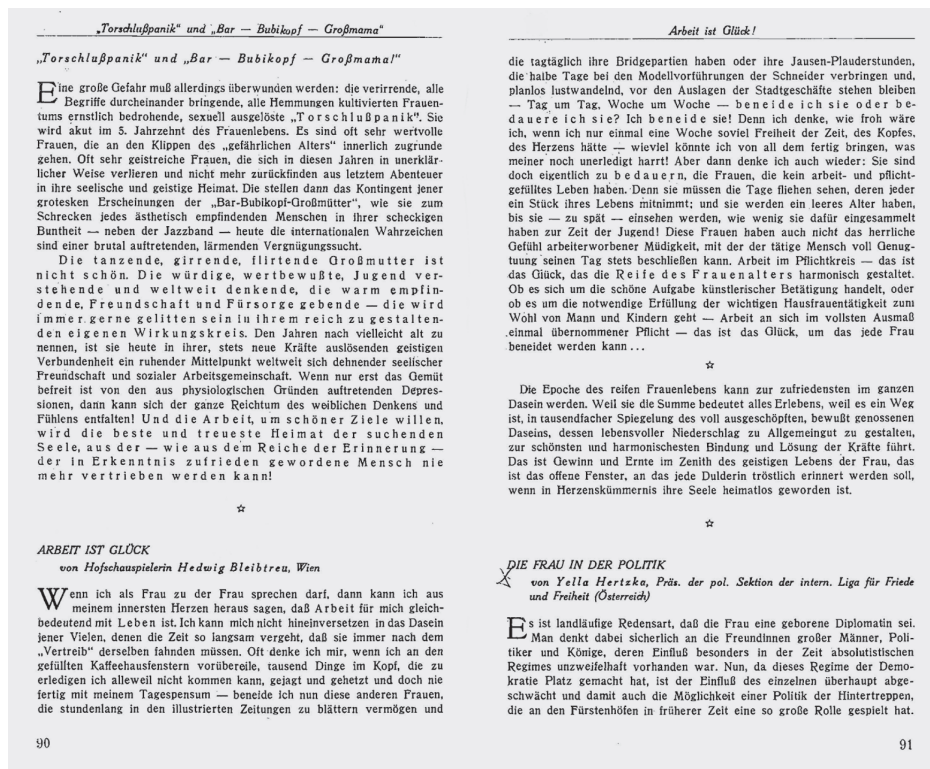 „Torschlußpanik" und „Bar — Bubikopf — Großmama"
„Torschlußpanik" und „Bar — Bubikopf — Großmama!"
Eine große Gefahr muß allerdings überwunden werden: die verirrende, alle
Begriffe durcheinander bringende, alle Hemmungen kultivierten Frauen-
tums ernstlich bedrohende, sexuell ausgelöste „Torschlußpanik". Sie
wird akut im 5. Jahrzehnt des Frauenlebens. Es sind oft sehr wertvolle
Frauen, die an den Klippen des „gefährlichen Alters" innerlich zugrunde
gehen. Oft sehr geistreiche Frauen, die sich in diesen Jahren in unerklär-
licher Weise verlieren und nicht mehr zurückfinden aus letztem Abenteuer
in ihre seelische und geistige Heimat. Die stellen dann das Kontingent jener
grotesken Erscheinungen der „Bar-Bubikopf-Großmütter", wie sie zum
Schrecken jedes ästhetisch empfindenden Menschen in ihrer scheckigen
Buntheit — neben der Jazzband — heute die internationalen Wahrzeichen
sind einer brutal auftretenden, lärmenden Vergnügungssucht.
Die tanzende, girrende, flirtende Großmutter ist
nicht schön. Die würdige, wertbewußte, Jugend ver-
stehende und weltweit denkende, die warm empfin-
dende, Freundschaft und Fürsorge gebende — die wird
immer gerne gelitten sein in ihrem reich zu gestalten-
den eigenen Wirkungskreis. Den Jahren nach vielleicht alt zu
nennen, ist sie heute in ihrer, stets neue Kräfte auslösenden geistigen
Verbundenheit ein ruhender Mittelpunkt weltweit sich dehnender seelischer
Freundschaft und sozialer Arbeitsgemeinschaft. Wenn nur erst das Gemüt
befreit ist von den aus physiologischen Gründen auftretenden Depres-
sionen, dann kann sich der ganze Reichtum des weiblichen Denkens und
Fühlens entfalten! Und die Arbeit, um schöner Ziele willen,
wird die beste und treueste Heimat der suchenden
Seele, aus der — wie aus dem Reiche der Erinnerung —
der in Erkenntnis zufrieden gewordene Mensch nie
mehr vertrieben werden kann!
☆
ARBEIT IST GLÜCK
von Hofschauspielerin Hedwig Bleibtreu, Wien
Wenn ich als Frau zu der Frau sprechen darf, dann kann ich aus
meinem innersten Herzen heraus sagen, daß Arbeit für mich gleich-
bedeutend mit Leben ist. Ich kann mich nicht hineinversetzen in das Dasein
jener Vielen, denen die Zeit so langsam vergeht, daß sie immer nach dem
„Vertreib" derselben fahnden müssen. Oft denke ich mir, wenn ich an den
gefüllten Kaffeehausfenstern vorübereile, tausend Dinge im Kopf, die zu
erledigen ich alleweil nicht kommen kann, gejagt und gehetzt und doch nie
fertig mit meinem Tagespensum — beneide ich nun diese anderen Frauen,
die stundenlang in den illustrierten Zeitungen zu blättern vermögen und
90
Arbeit ist Glück!
die tagtäglich ihre Bridgepartien haben oder ihre Jausen-Plauderstunden,
die halbe Tage bei den Modellvorführungen der Schneider verbringen und,
planlos lustwandelnd, vor den Auslagen der Stadtgeschäfte stehen bleiben
— Tag um Tag, Woche um Woche — beneide ich sie oder be-
dauere ich sie? Ich beneide sie! Denn ich denke, wie froh wäre
ich, wenn ich nur einmal eine Woche soviel Freiheit der Zeit, des Kopfes,
des Herzens hätte — wieviel könnte ich von all dem fertig bringen, was
meiner noch unerledigt harrt! Aber dann denke ich auch wieder: Sie sind
doch eigentlich zu bedauern, die Frauen, die kein arbeit- und pflicht-
gefülltes Leben haben. Denn sie müssen die Tage fliehen sehen, deren jeder
ein Stück ihres Lebens mitnimmt; und sie werden ein leeres Alter haben,
bis sie — zu spät — einsehen werden, wie wenig sie dafür eingesammelt
haben zur Zeit der Jugend! Diese Frauen haben auch nicht das herrliche
Gefühl arbeiterworbener Müdigkeit, mit der der tätige Mensch voll Genug-
tuung seinen Tag stets beschließen kann. Arbeit im Pflichtkreis — das ist
das Glück, das die Reife des Frauenalters harmonisch gestaltet.
Ob es sich um die schöne Aufgabe künstlerischer Betätigung handelt, oder
ob es um die notwendige Erfüllung der wichtigen Hausfrauentätigkeit zum
Wohl von Mann und Kindern geht — Arbeit an sich im vollsten Ausmaß
einmal übernommener Pflicht — das ist das Glück, um das jede Frau
beneidet werden kann...
☆
Die Epoche des reifen Frauenlebens kann zur zufriedensten im ganzen
Dasein werden. Weil sie die Summe bedeutet alles Erlebens, weil es ein Weg
ist, in tausendfacher Spiegelung des voll ausgeschöpften, bewußt genossenen
Daseins, dessen lebensvoller Niederschlag zu Allgemeingut zu gestalten,
zur schönsten und harmonischesten Bindung und Lösung der Kräfte führt.
Das ist Gewinn und Ernte im Zenith des geistigen Lebens der Frau, das
ist das offene Fenster, an das jede Dulderin tröstlich erinnert werden soll,
wenn in Herzenskümmernis ihre Seele heimatlos geworden ist.
☆
DIE FRAU IN DER POLITIK
von Yella Hertzka, Präs. der pol. Sektion der intern. Liga für Friede
und Freiheit (Österreich)
Es ist landläufige Redensart, daß die Frau eine geborene Diplomatin sei.
Man denkt dabei sicherlich an die Freundinnen großer Männer, Poli-
tiker und Könige, deren Einfluß besonders in der Zeit absolutistischen
Regimes unzweifelhaft vorhanden war. Nun, da dieses Regime der Demo-
kratie Platz gemacht hat, ist der Einfluß des einzelnen überhaupt abge-
schwächt und damit auch die Möglichkeit einer Politik der Hintertreppen,
die an den Fürstenhöfen in früherer Zeit eine so große Rolle gespielt hat.
91